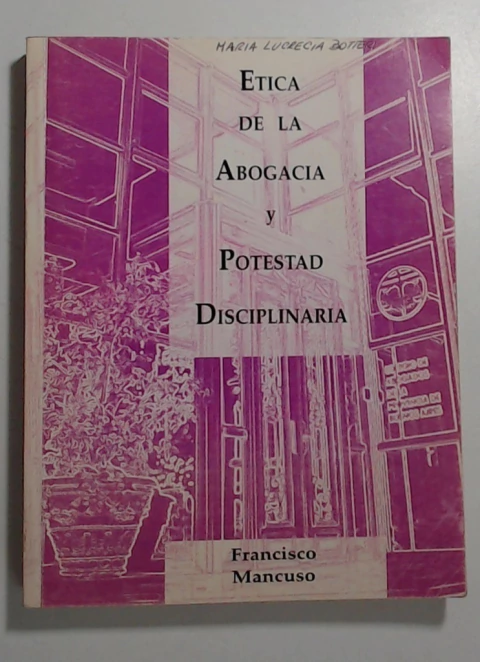 MARIA LUCRECIA BOTTERI
ETICA
DE LA
ABOGACIA
y
POTESTAD
DISCIPLINARIA
Francisco
Mancuso